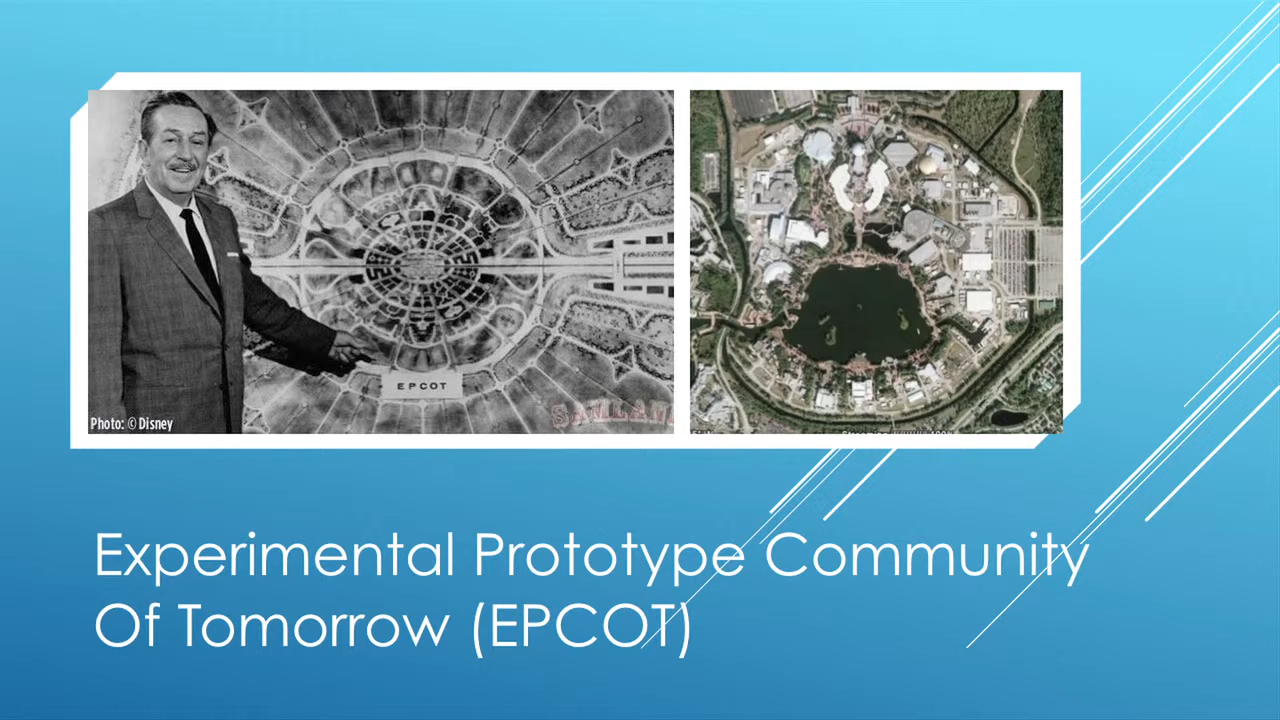 EPCOT
Photo: © Disney
Experimental Prototype Community
Of Tomorrow (EPCOT)